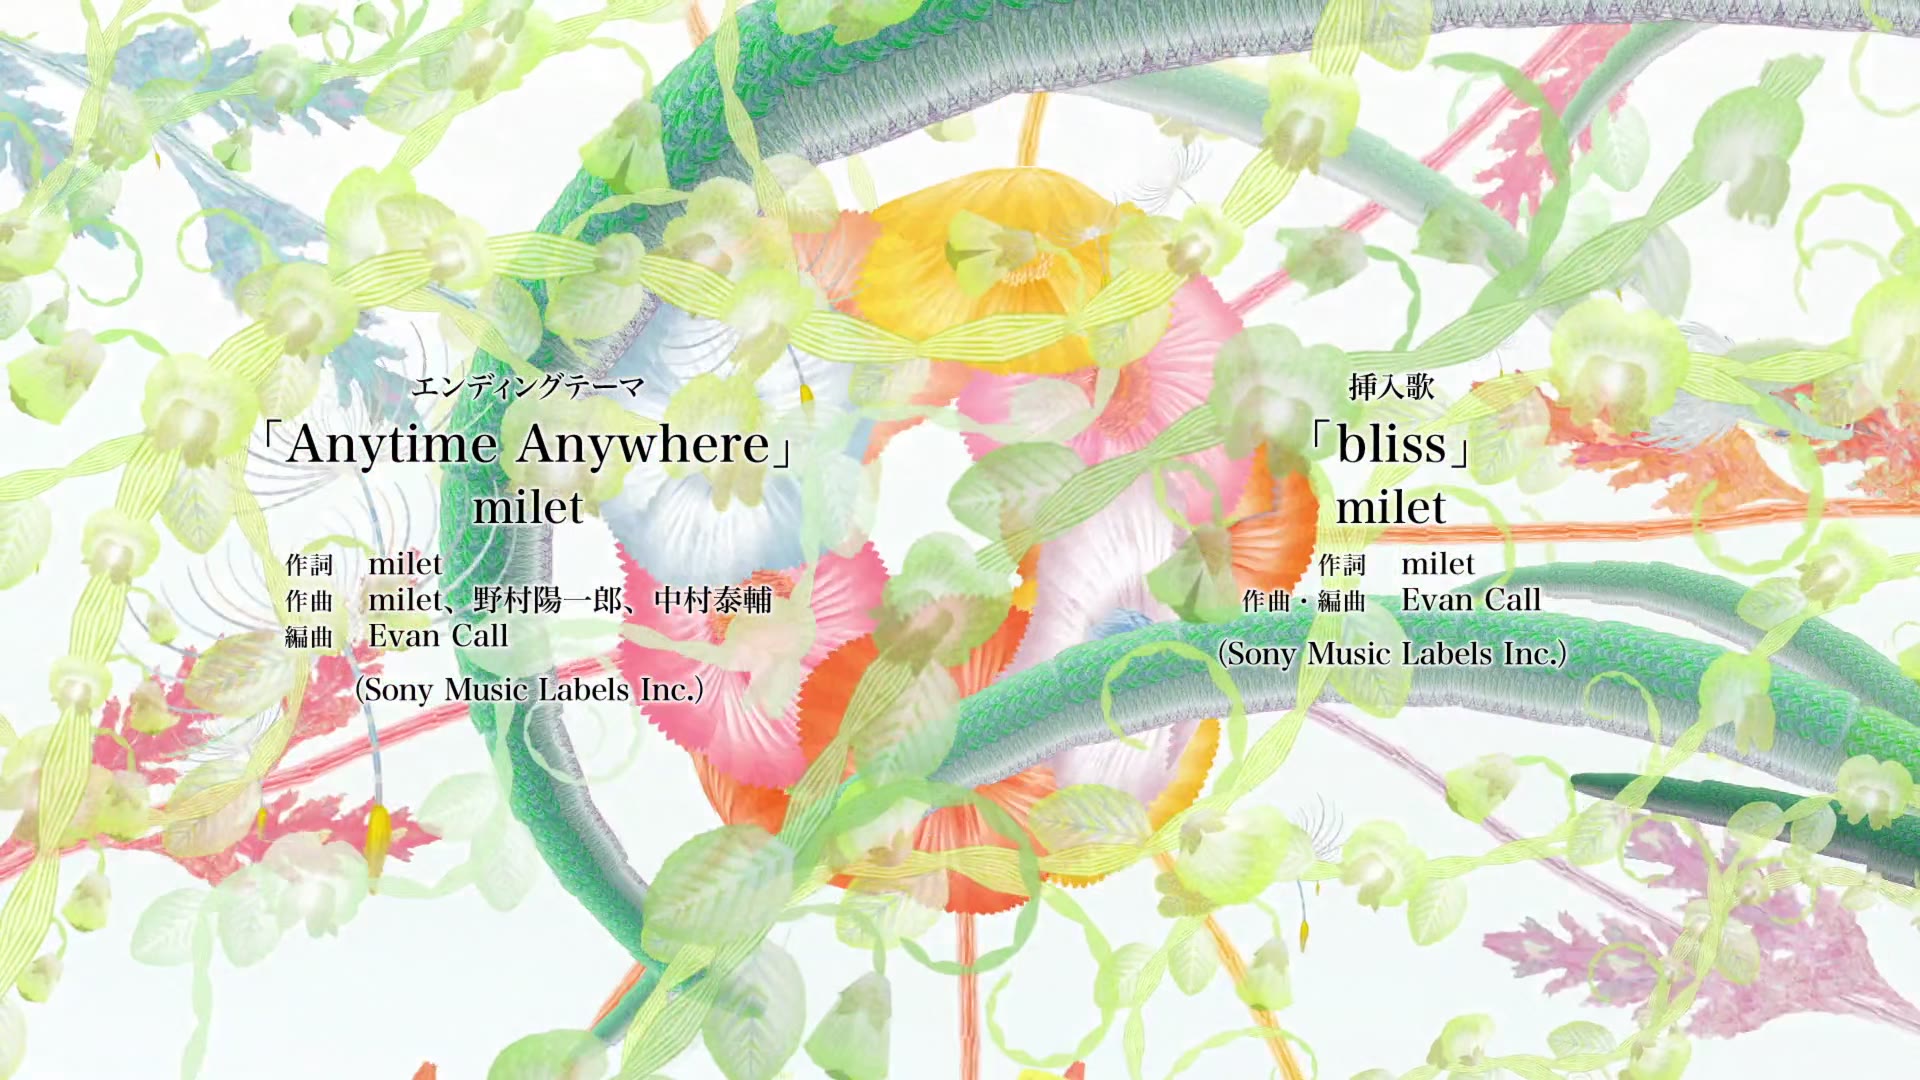 エンディングテーマ
「Anytime Anywhere」
milet
作詞 milet
作曲 milet、野村陽一郎、中村泰輔
編曲 Evan Call
(Sony Music Labels Inc.)
挿入歌
「bliss」
milet
作詞 milet
作曲・編曲 Evan Call
(Sony Music Labels Inc.)